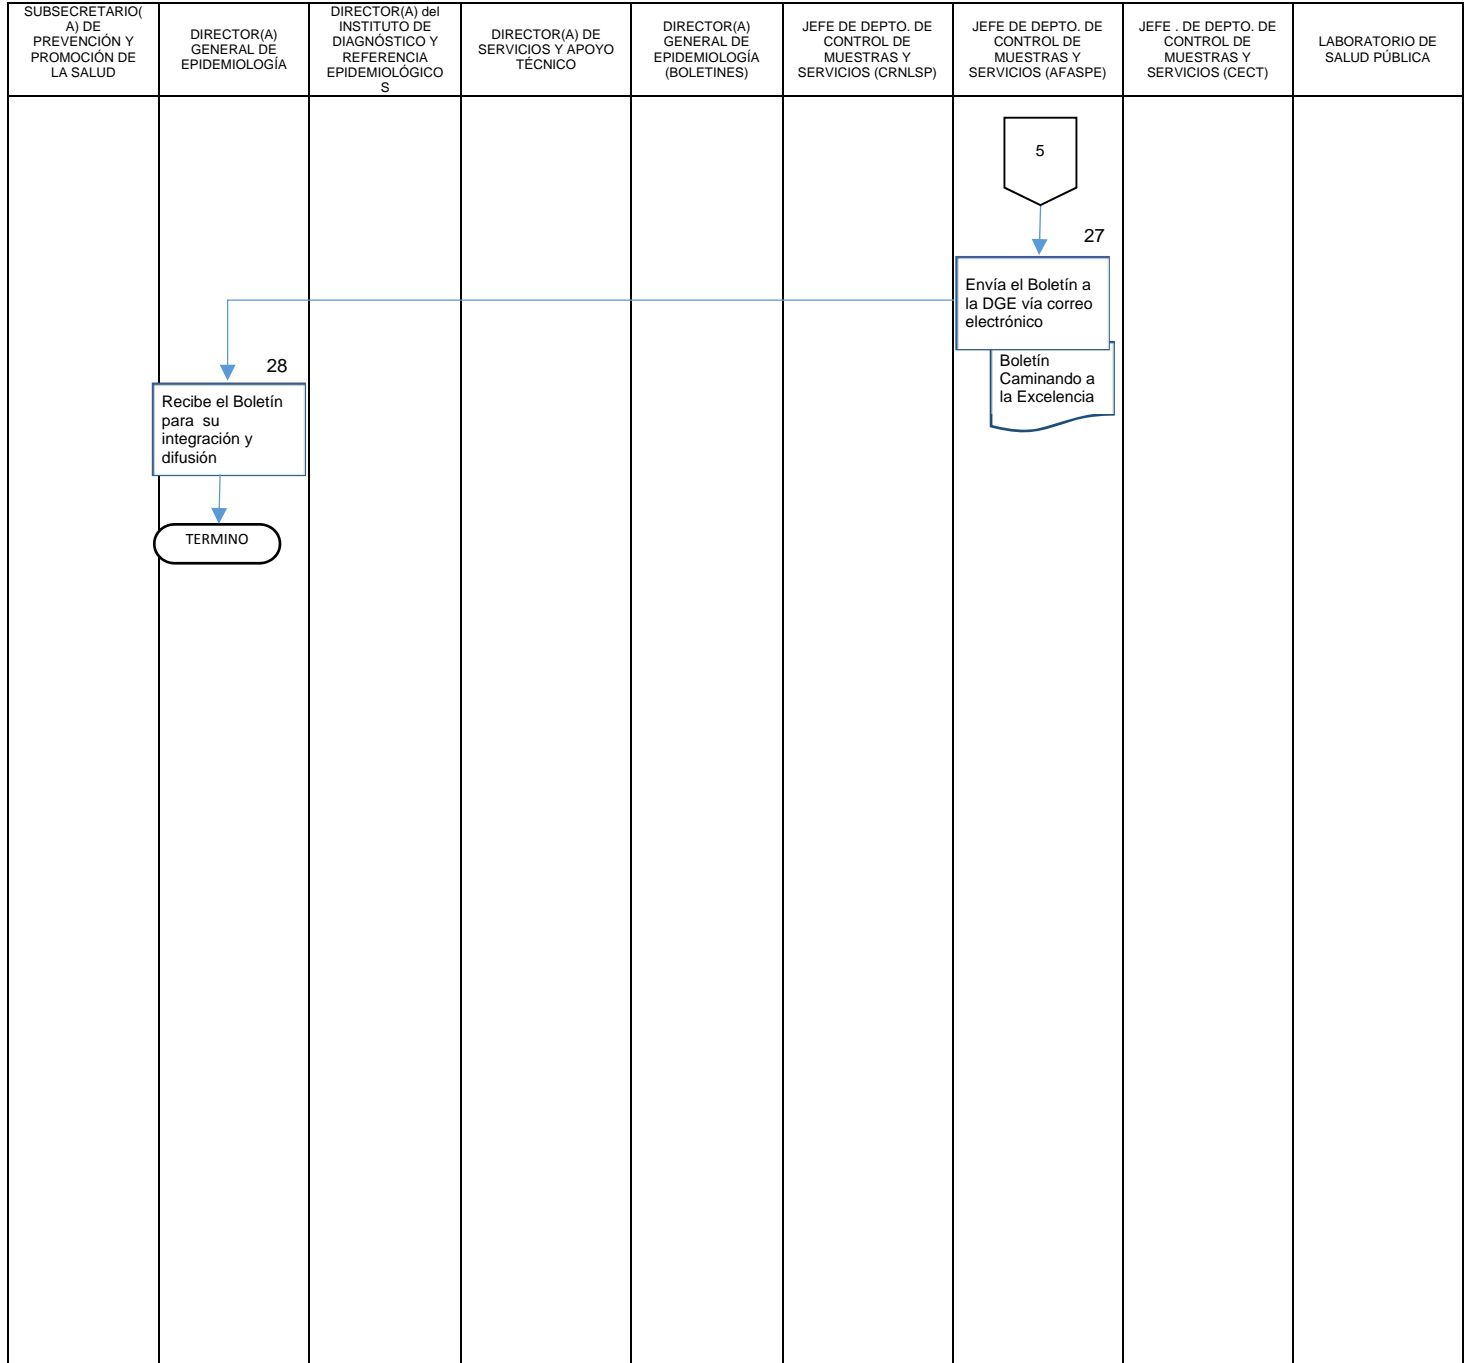 SUBSECRETARIO(
A) DE
PREVENCIÓN Y
PROMOCIÓN DE
LA SALUD
DIRECTOR(A)
GENERAL DE
EPIDEMIOLOGÍA
DIRECTOR(A) del
INSTITUTO DE
DIAGNÓSTICO Y
REFERENCIA
EPIDEMIOLÓGICO
S
DIRECTOR(A) DE
SERVICIOS Y APOYO
TÉCNICO
DIRECTOR(A)
GENERAL DE
EPIDEMIOLOGÍA
(BOLETINES)
JEFE DE DEPTO. DE
CONTROL DE
MUESTRAS Y
SERVICIOS (CRNLSP)
JEFE DE DEPTO. DE
CONTROL DE
MUESTRAS Y
SERVICIOS (AFASPE)
JEFE . DE DEPTO. DE
CONTROL DE
MUESTRAS Y
SERVICIOS (CECT)
LABORATORIO DE
SALUD PÚBLICA
5
27
Envía el Boletín a
la DGE vía correo
electrónico
Boletín
Caminando a
la Excelencia
28
Recibe el Boletín
para su
integración y
difusión
TERMINO